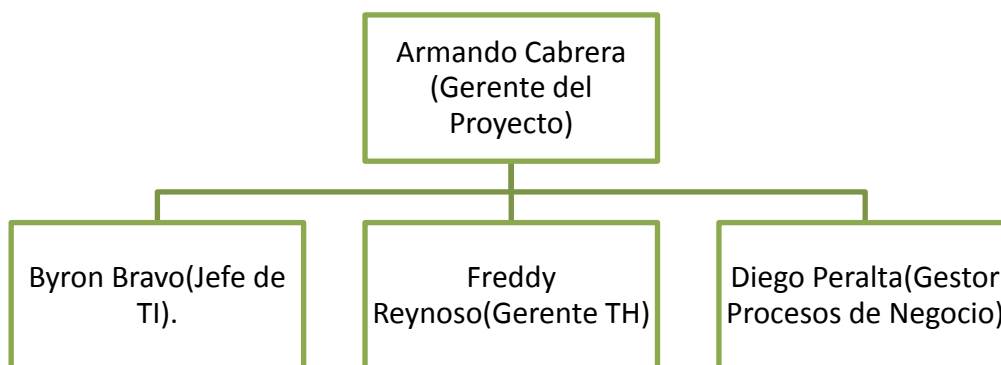 Armando Cabrera
(Gerente del
Proyecto)
Byron Bravo(Jefe de
TI).
Freddy
Reynoso(Gerente TH)
Diego Peralta(Gestor
Procesos de Negocio)